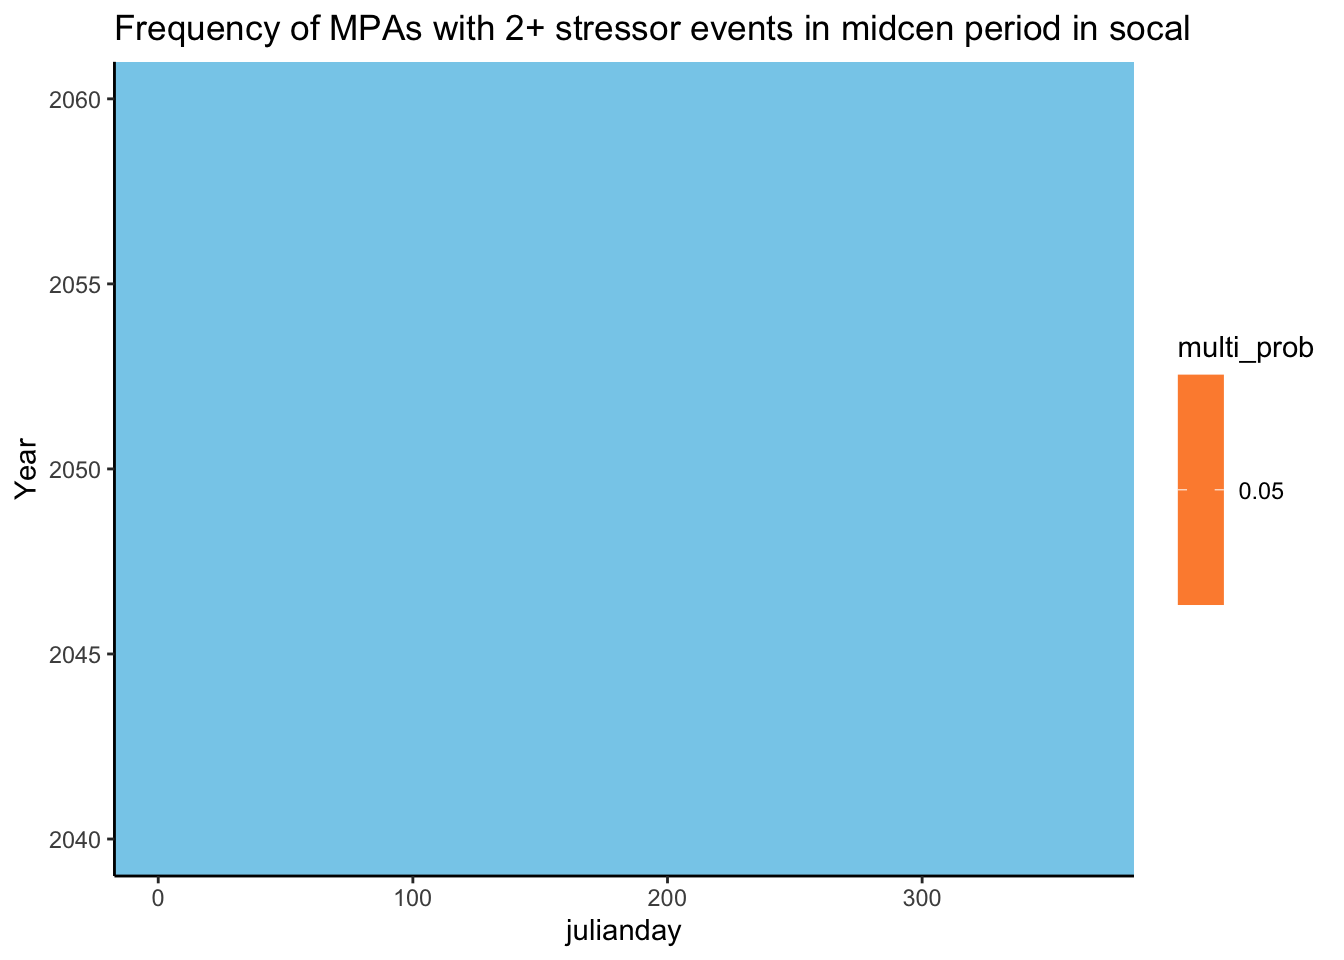 Frequency of MPAs with 2+ stressor events in midcen period in socal
2060
2055
2050
2045
2040
Year
0 100 200 300
julianday
multi_prob
0.05